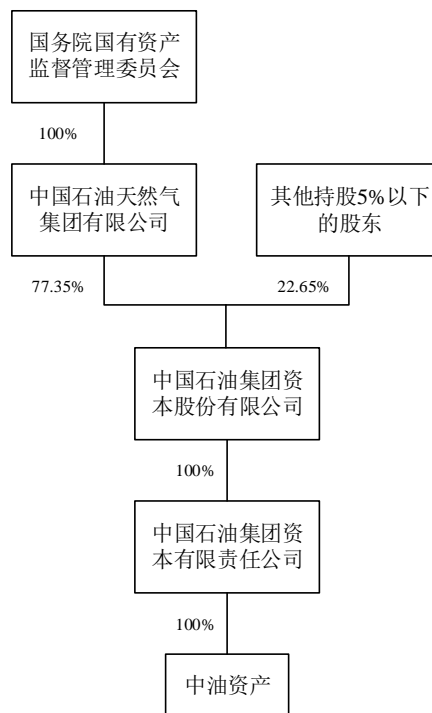 国务院国有资产
监督管理委员会
100%
中国石油天然气
集团有限公司
其他持股5%以下
的股东
77.35%
22.65%
中国石油集团资
本股份有限公司
100%
中国石油集团资
本有限责任公司
100%
中油资产